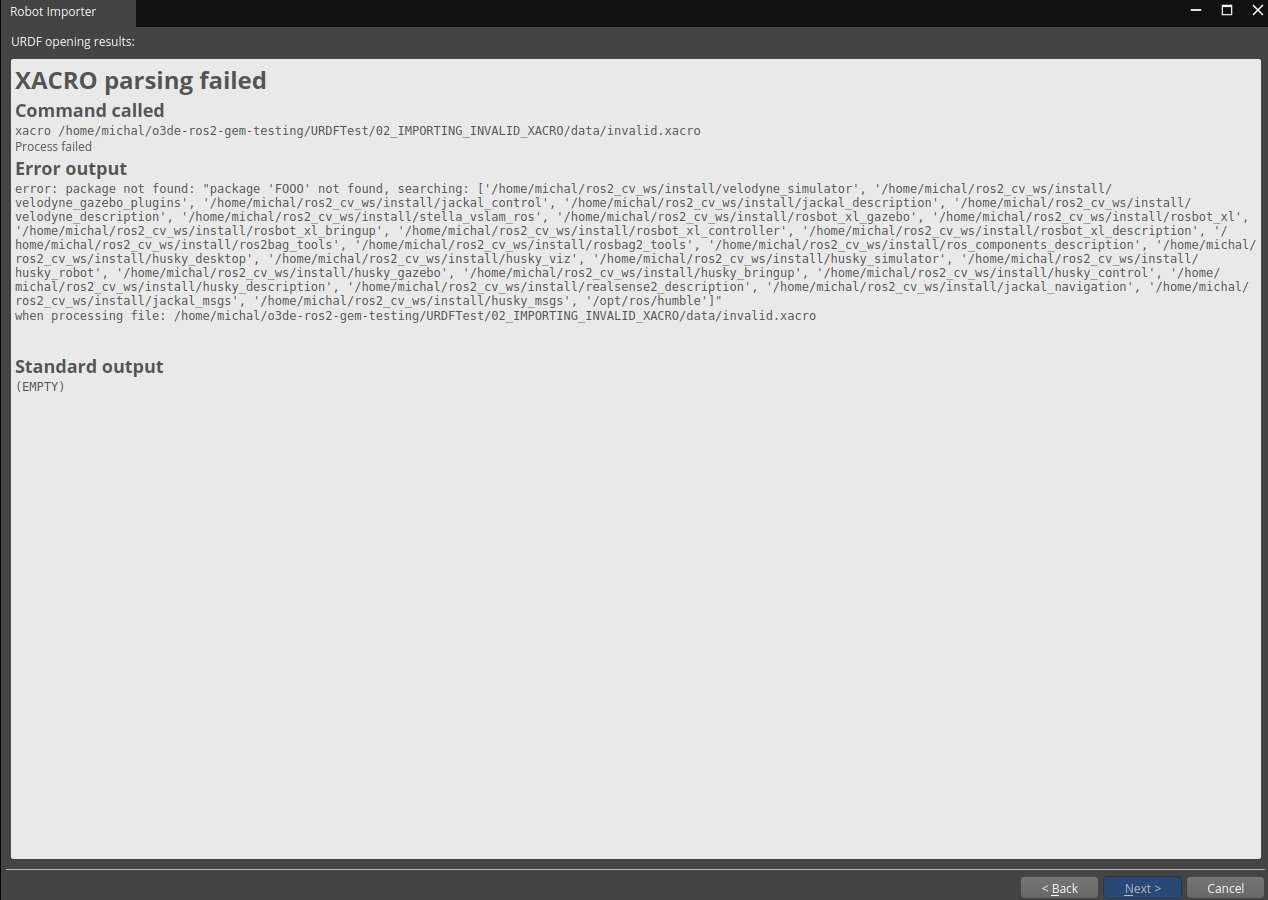 Robot Importer
URDF opening results:
XACRO parsing failed
Command called
xacro /home/michal/o3de-ros2-gem-testing/URDFTest/02_IMPORTING_INVALID_XACRO/data/invalid.xacro
Process failed
Error output
error: package not found: "package 'FOOO' not found, searching: ['/home/michal/ros2_cv_ws/install/velodyne_simulator', '/home/michal/ros2_cv_ws/install/
velodyne_gazebo_plugins', '/home/michal/ros2_cv_ws/install/jackal_control', '/home/michal/ros2_cv_ws/install/jackal_description', '/home/michal/ros2_cv_ws/install/
velodyne_description', '/home/michal/ros2_cv_ws/install/stella_vslam_ros', '/home/michal/ros2_cv_ws/install/rosbot_xl_gazebo', '/home/michal/ros2_cv_ws/install/rosbot_xl',
'/home/michal/ros2_cv_ws/install/rosbot_xl_bringup', '/home/michal/ros2_cv_ws/install/rosbot_xl_controller', '/home/michal/ros2_cv_ws/install/rosbot_xl_description', '/
home/michal/ros2_cv_ws/install/ros2bag_tools', '/home/michal/ros2_cv_ws/install/rosbag2_tools', '/home/michal/ros2_cv_ws/install/ros_components_description', '/home/michal/
ros2_cv_ws/install/husky_desktop', '/home/michal/ros2_cv_ws/install/husky_viz', '/home/michal/ros2_cv_ws/install/husky_simulator', '/home/michal/ros2_cv_ws/install/
husky_robot', '/home/michal/ros2_cv_ws/install/husky_gazebo', '/home/michal/ros2_cv_ws/install/husky_bringup', '/home/michal/ros2_cv_ws/install/husky_control', '/home/
michal/ros2_cv_ws/install/husky_description', '/home/michal/ros2_cv_ws/install/realsense2_description', '/home/michal/ros2_cv_ws/install/jackal_navigation', '/home/michal/
ros2_cv_ws/install/jackal_msgs', '/home/michal/ros2_cv_ws/install/husky_msgs', '/opt/ros/humble']"
when processing file: /home/michal/o3de-ros2-gem-testing/URDFTest/02_IMPORTING_INVALID_XACRO/data/invalid.xacro
Standard output
(EMPTY)
< Back
Next >
Cancel